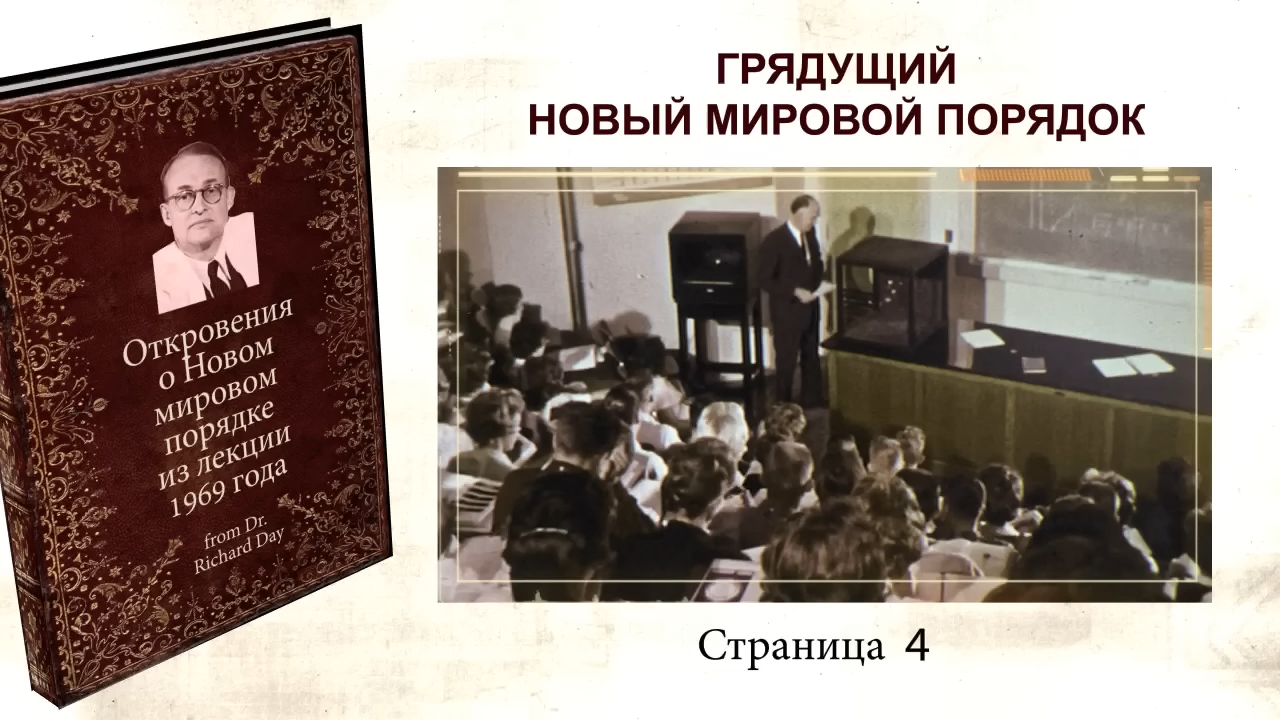 ГРЯДУЩИЙ
НОВЫЙ МИРОВОЙ ПОРЯДОК
Откровения
о Новом
мировом
порядке
из лекции
1969 года
from Dr.
Richard Day
Страница 4